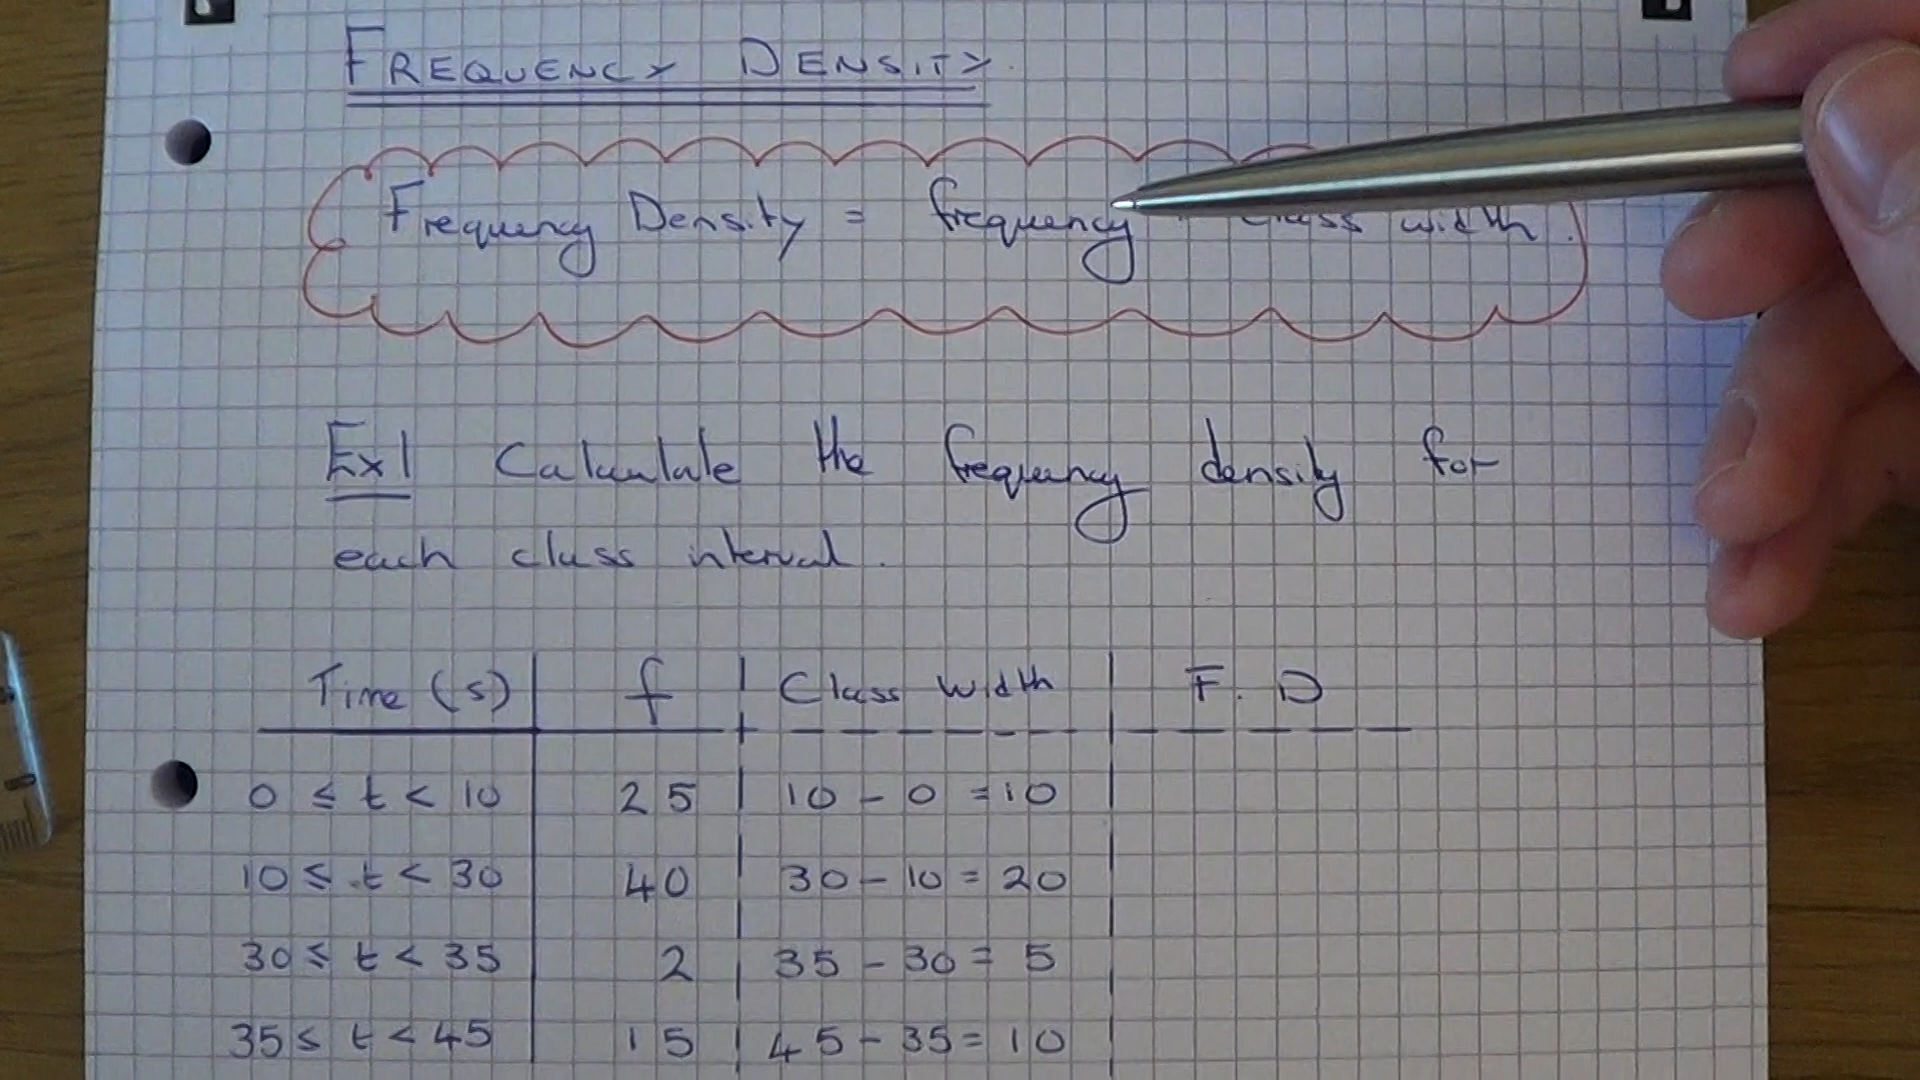 FREQUENCY DENSITY.
Frequency Density = frequency ÷ class width.
Ex1 Calculate the frequency density for
each class interval.
Time (s) f Class Width F. D
0 ≤ t < 10 25 10 - 0 = 10
10 ≤ t < 30 40 30 - 10 = 20
30 ≤ t < 35 2 35 - 30 = 5
35 ≤ t < 45 15 45 - 35 = 10